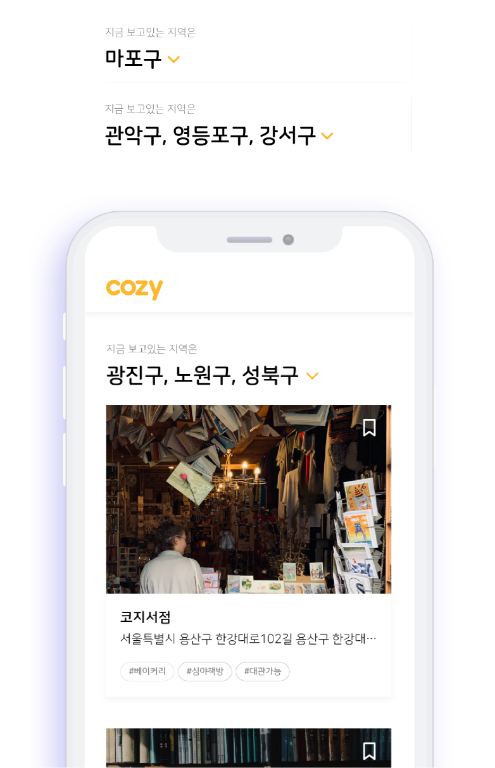 지금 보고있는 지역은
마포구
지금 보고있는 지역은
관악구, 영등포구, 강서구
cozy
지금 보고있는 지역은
광진구, 노원구, 성북구
코지서점
서울특별시 용산구 한강대로102길 용산구 한강대…
#베이커리 #심야책방 #대관가능